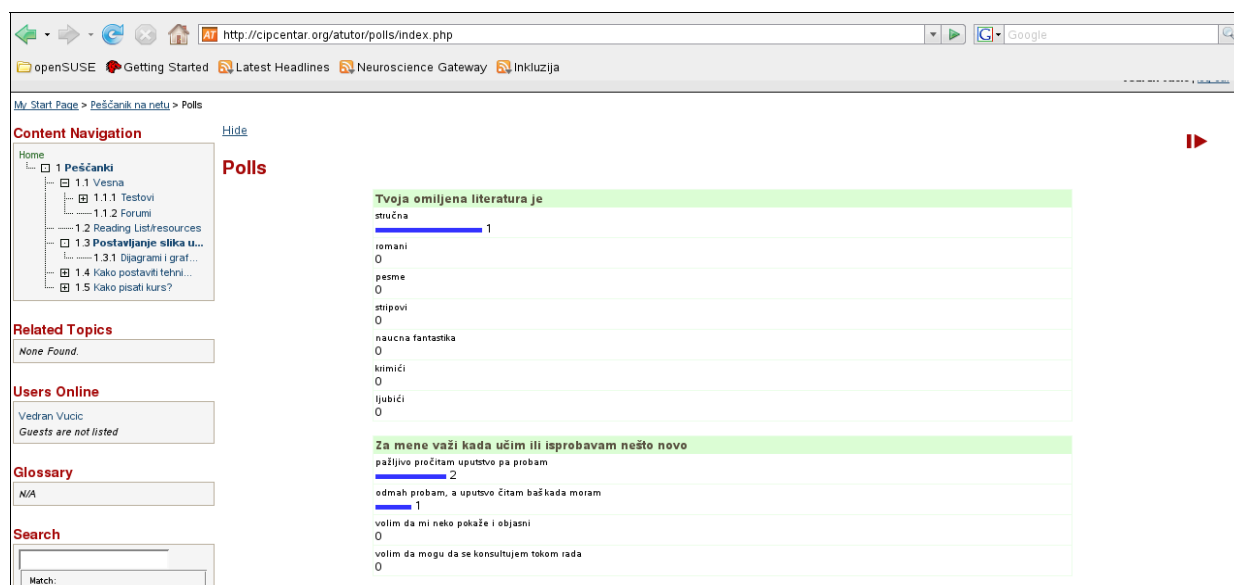 http://cipcentar.org/atutor/polls/index.php
G Google
openSUSE Getting Started Latest Headlines Neuroscience Gateway Inkluzija
My Start Page > Peščanik na netu > Polls
Content Navigation
Home
1 Peščanki
1.1 Vesna
1.1.1 Testovi
1.1.2 Forumi
1.2 Reading List/resources
1.3 Postavljanje slika u...
1.3.1 Dijagrami i graf...
1.4 Kako postaviti tehni...
1.5 Kako pisati kurs?
Related Topics
None Found.
Users Online
Vedran Vucic
Guests are not listed
Glossary
N/A
Search
Match:
Hide
Polls
Tvoja omiljena literatura je
stručna
1
romani
0
pesme
0
stripovi
0
naucna fantastika
0
krimići
0
ljubići
0
Za mene važi kada učim ili isprobavam nešto novo
pažljivo pročitam uputstvo pa probam
2
odmah probam, a uputsvo čitam baš kada moram
1
volim da mi neko pokaže i objasni
0
volim da mogu da se konsultujem tokom rada
0